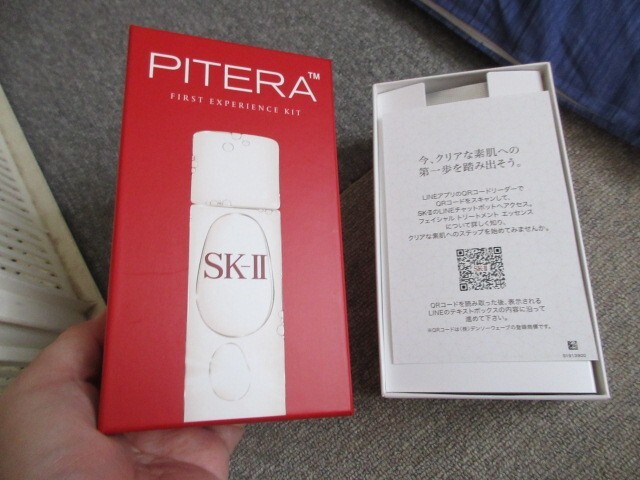 PITERA™
FIRST EXPERIENCE KIT
SK-II
今、クリアな素肌への
第一歩を踏み出そう。
LINEアプリのQRコードリーダーで
QRコードをスキャンして、
SK-ⅡのLINEチャットボットへアクセス。
フェイシャル トリートメント エッセンス
について詳しく知り、
クリアな素肌へのステップを始めてみませんか。
SK-II
QRコードを読み取った後、表示される
LINEのテキストボックスの内容に沿って
進めて下さい。
※QRコードは(株)デンソーウェーブの登録商標です。